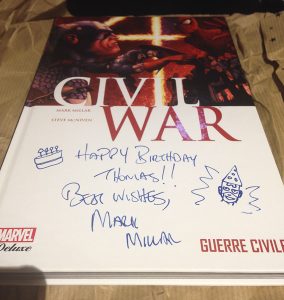 CIVIL
MARK MILLAR
STEVE McNIVEN
WAR
HAPPY BIRTHDAY
THOMAS!!
BEST WISHES,
MARK
MILLAR
MARVEL
Deluxe
GUERRE CIVILE